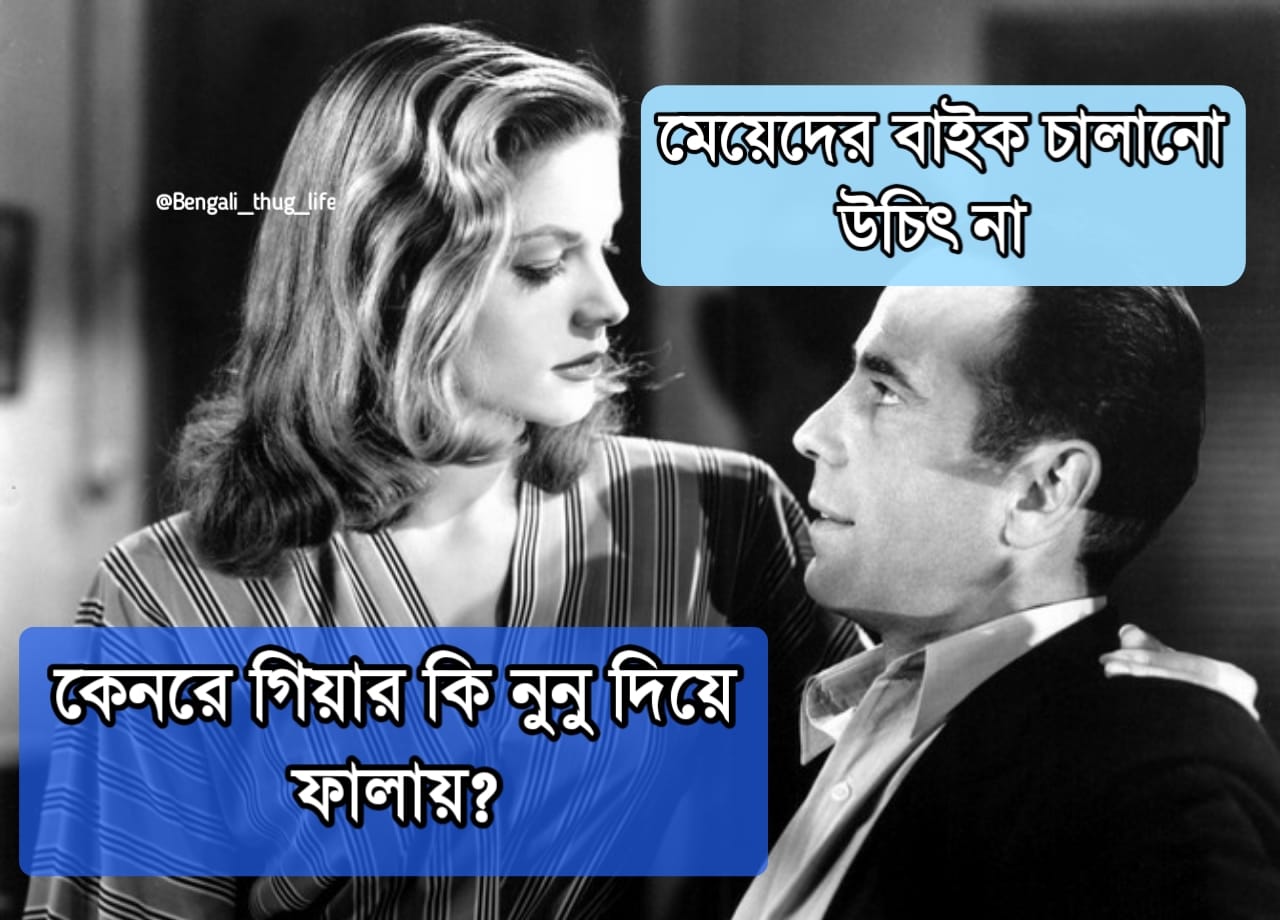 মেয়েদের বাইক চালানো
উচিৎ না
@Bengali_thug_life
কেনরে গিয়ার কি নুনু দিয়ে
ফালায়?